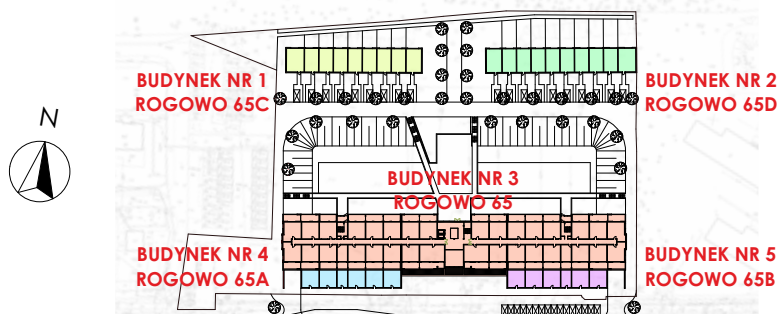 BUDYNEK NR 1
ROGOWO 65C
BUDYNEK NR 2
ROGOWO 65D
N
BUDYNEK NR 3
ROGOWO 65
BUDYNEK NR 4
ROGOWO 65A
BUDYNEK NR 5
ROGOWO 65B